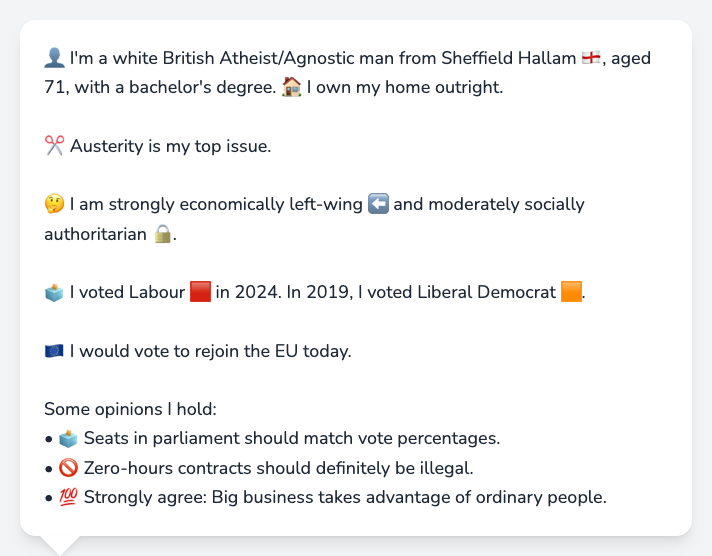 👤 I'm a white British Atheist/Agnostic man from Sheffield Hallam 🏴󠁧󠁢󠁥󠁮󠁧󠁿, aged
71, with a bachelor's degree. 🏠 I own my home outright.
✂️ Austerity is my top issue.
🤔 I am strongly economically left-wing ⬅️ and moderately socially
authoritarian 🔒.
🗳️ I voted Labour 🟥 in 2024. In 2019, I voted Liberal Democrat 🟧.
🇪🇺 I would vote to rejoin the EU today.
Some opinions I hold:
• 🗳️ Seats in parliament should match vote percentages.
• 🚫 Zero-hours contracts should definitely be illegal.
• 💯 Strongly agree: Big business takes advantage of ordinary people.